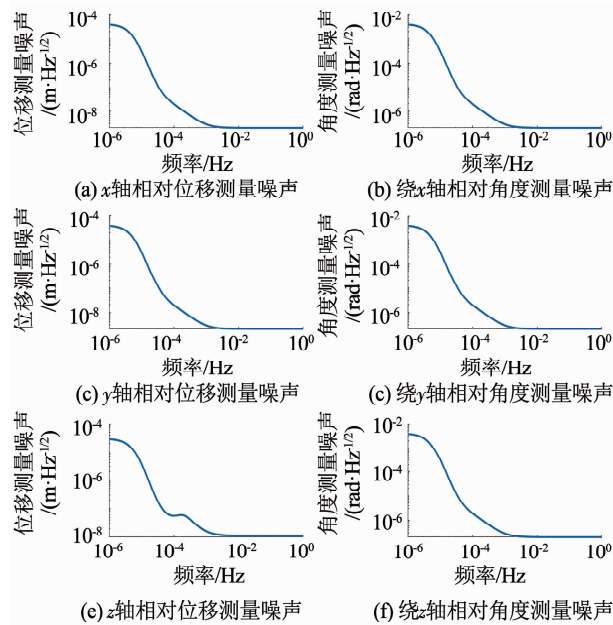 位移测量噪声
/(m·Hz^-1/2)
10^-4
10^-6
10^-8
10^-6 10^-4 10^-2 10^0
频率/Hz
(a) x轴相对位移测量噪声
角度测量噪声
/(rad·Hz^-1/2)
10^-2
10^-4
10^-6
10^-6 10^-4 10^-2 10^0
频率/Hz
(b) 绕x轴相对角度测量噪声
位移测量噪声
/(m·Hz^-1/2)
10^-4
10^-6
10^-8
10^-6 10^-4 10^-2 10^0
频率/Hz
(c) y轴相对位移测量噪声
角度测量噪声
/(rad·Hz^-1/2)
10^-2
10^-4
10^-6
10^-6 10^-4 10^-2 10^0
频率/Hz
(c) 绕y轴相对角度测量噪声
位移测量噪声
/(m·Hz^-1/2)
10^-4
10^-6
10^-8
10^-6 10^-4 10^-2 10^0
频率/Hz
(e) z轴相对位移测量噪声
角度测量噪声
/(rad·Hz^-1/2)
10^-2
10^-4
10^-6
10^-6 10^-4 10^-2 10^0
频率/Hz
(f) 绕z轴相对角度测量噪声